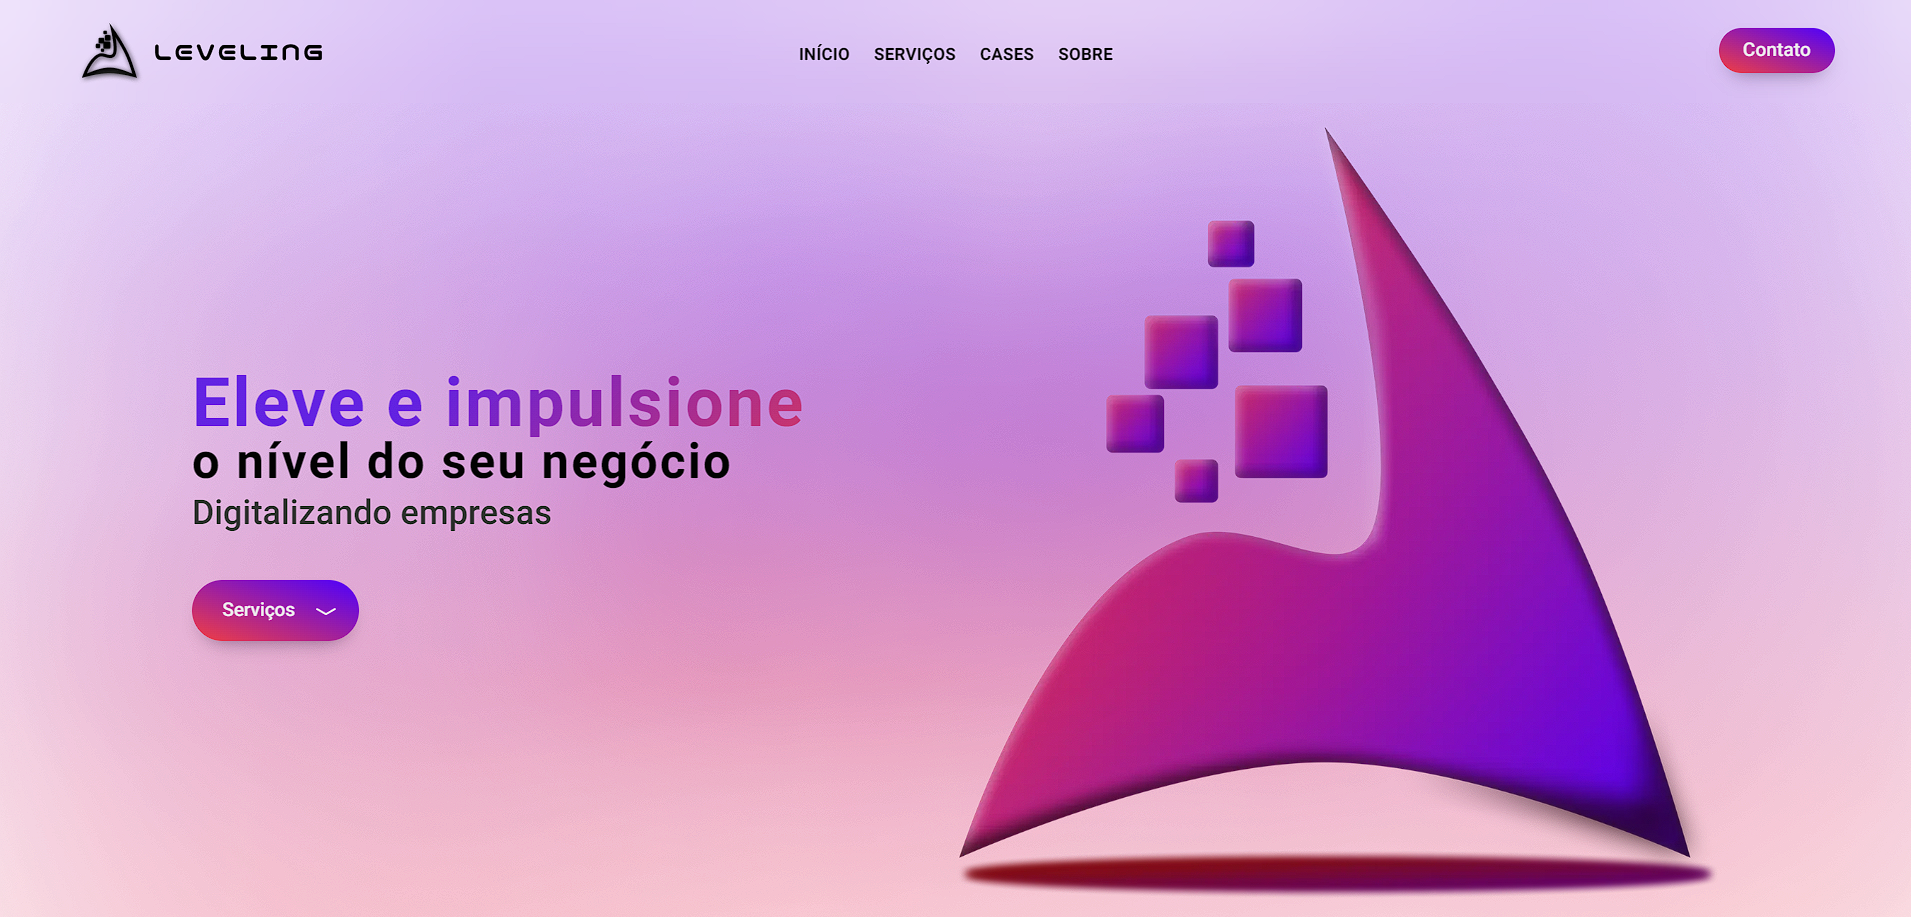 LEVELING
INÍCIO SERVIÇOS CASES SOBRE
Contato
Eleve e impulsione
o nível do seu negócio
Digitalizando empresas
Serviços